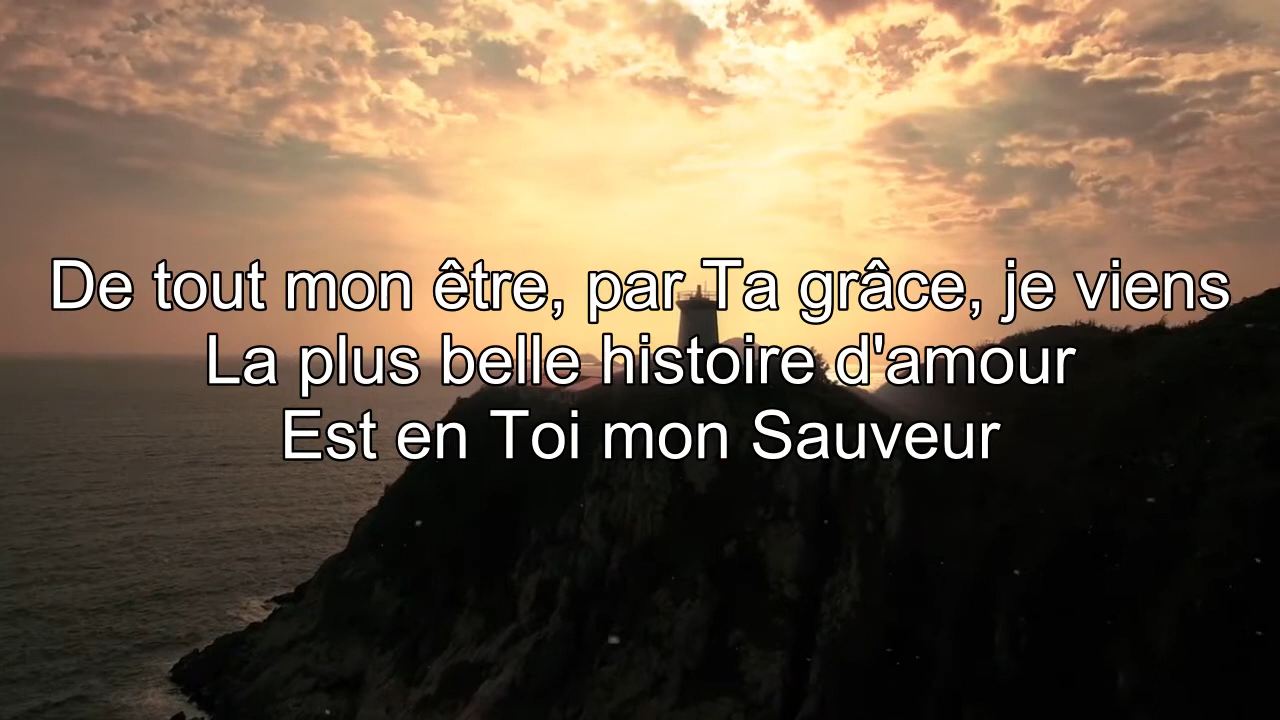 De tout mon être, par Ta grâce, je viens
La plus belle histoire d'amour
Est en Toi mon Sauveur